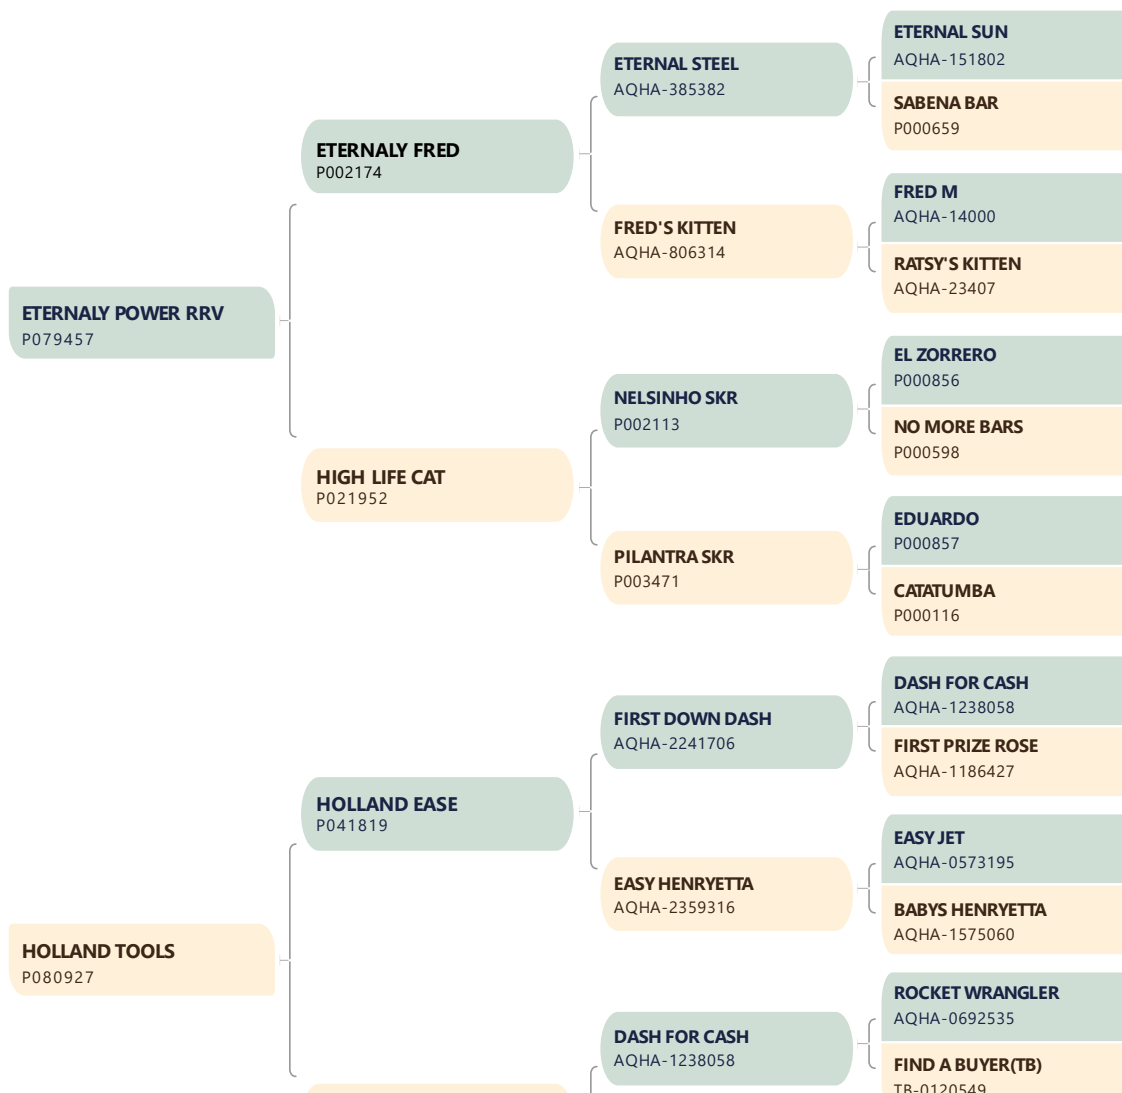 ETERNAL SUN
AQHA-151802
ETERNAL STEEL
AQHA-385382
SABENA BAR
P000659
ETERNALY FRED
P002174
FRED M
AQHA-14000
FRED'S KITTEN
AQHA-806314
RATSY'S KITTEN
AQHA-23407
ETERNALY POWER RRV
P079457
EL ZORRERO
P000856
NELSINHO SKR
P002113
NO MORE BARS
P000598
HIGH LIFE CAT
P021952
EDUARDO
P000857
PILANTRA SKR
P003471
CATATUMBA
P000116
DASH FOR CASH
AQHA-1238058
FIRST DOWN DASH
AQHA-2241706
FIRST PRIZE ROSE
AQHA-1186427
HOLLAND EASE
P041819
EASY JET
AQHA-0573195
EASY HENRYETTA
AQHA-2359316
BABYS HENRYETTA
AQHA-1575060
HOLLAND TOOLS
P080927
ROCKET WRANGLER
AQHA-0692535
DASH FOR CASH
AQHA-1238058
FIND A BUYER(TB)
TB-0120549